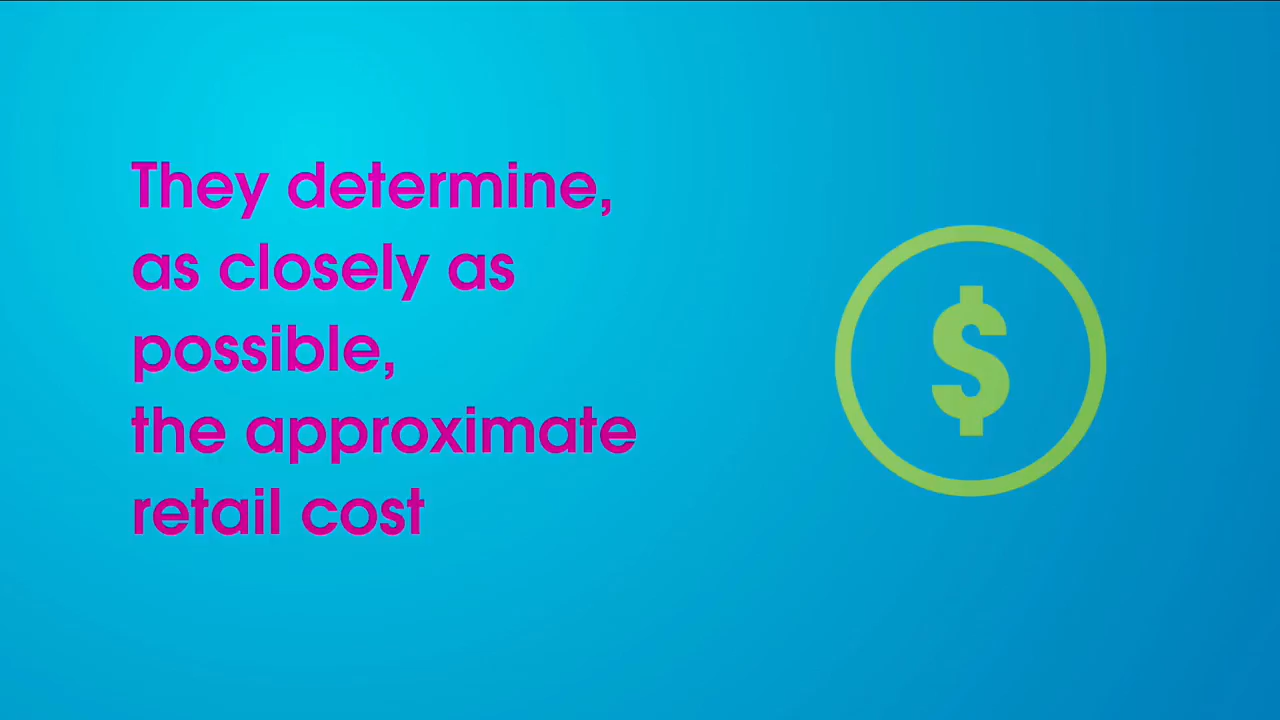 They determine,
as closely as
possible,
the approximate
retail cost
$